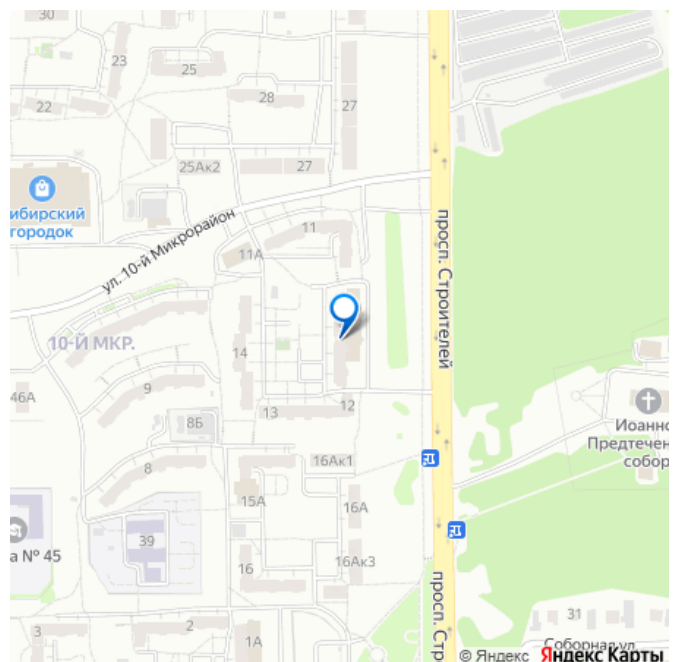 30
23
25
22
28
27
25Ак2
27
ибирский
городок
ул. 10-й Микрорайон
11
11А
просп. Строителей
10-Й МКР.
14
9
46А
13
12
8Б
Иоанно
Предтечен
собор
8
16Ак1
15А
16А
39
а № 45
16Ак3
16
просп. Стр
31
3
2
1А
Соборная ул.
© Яндекс Яндекс Карты